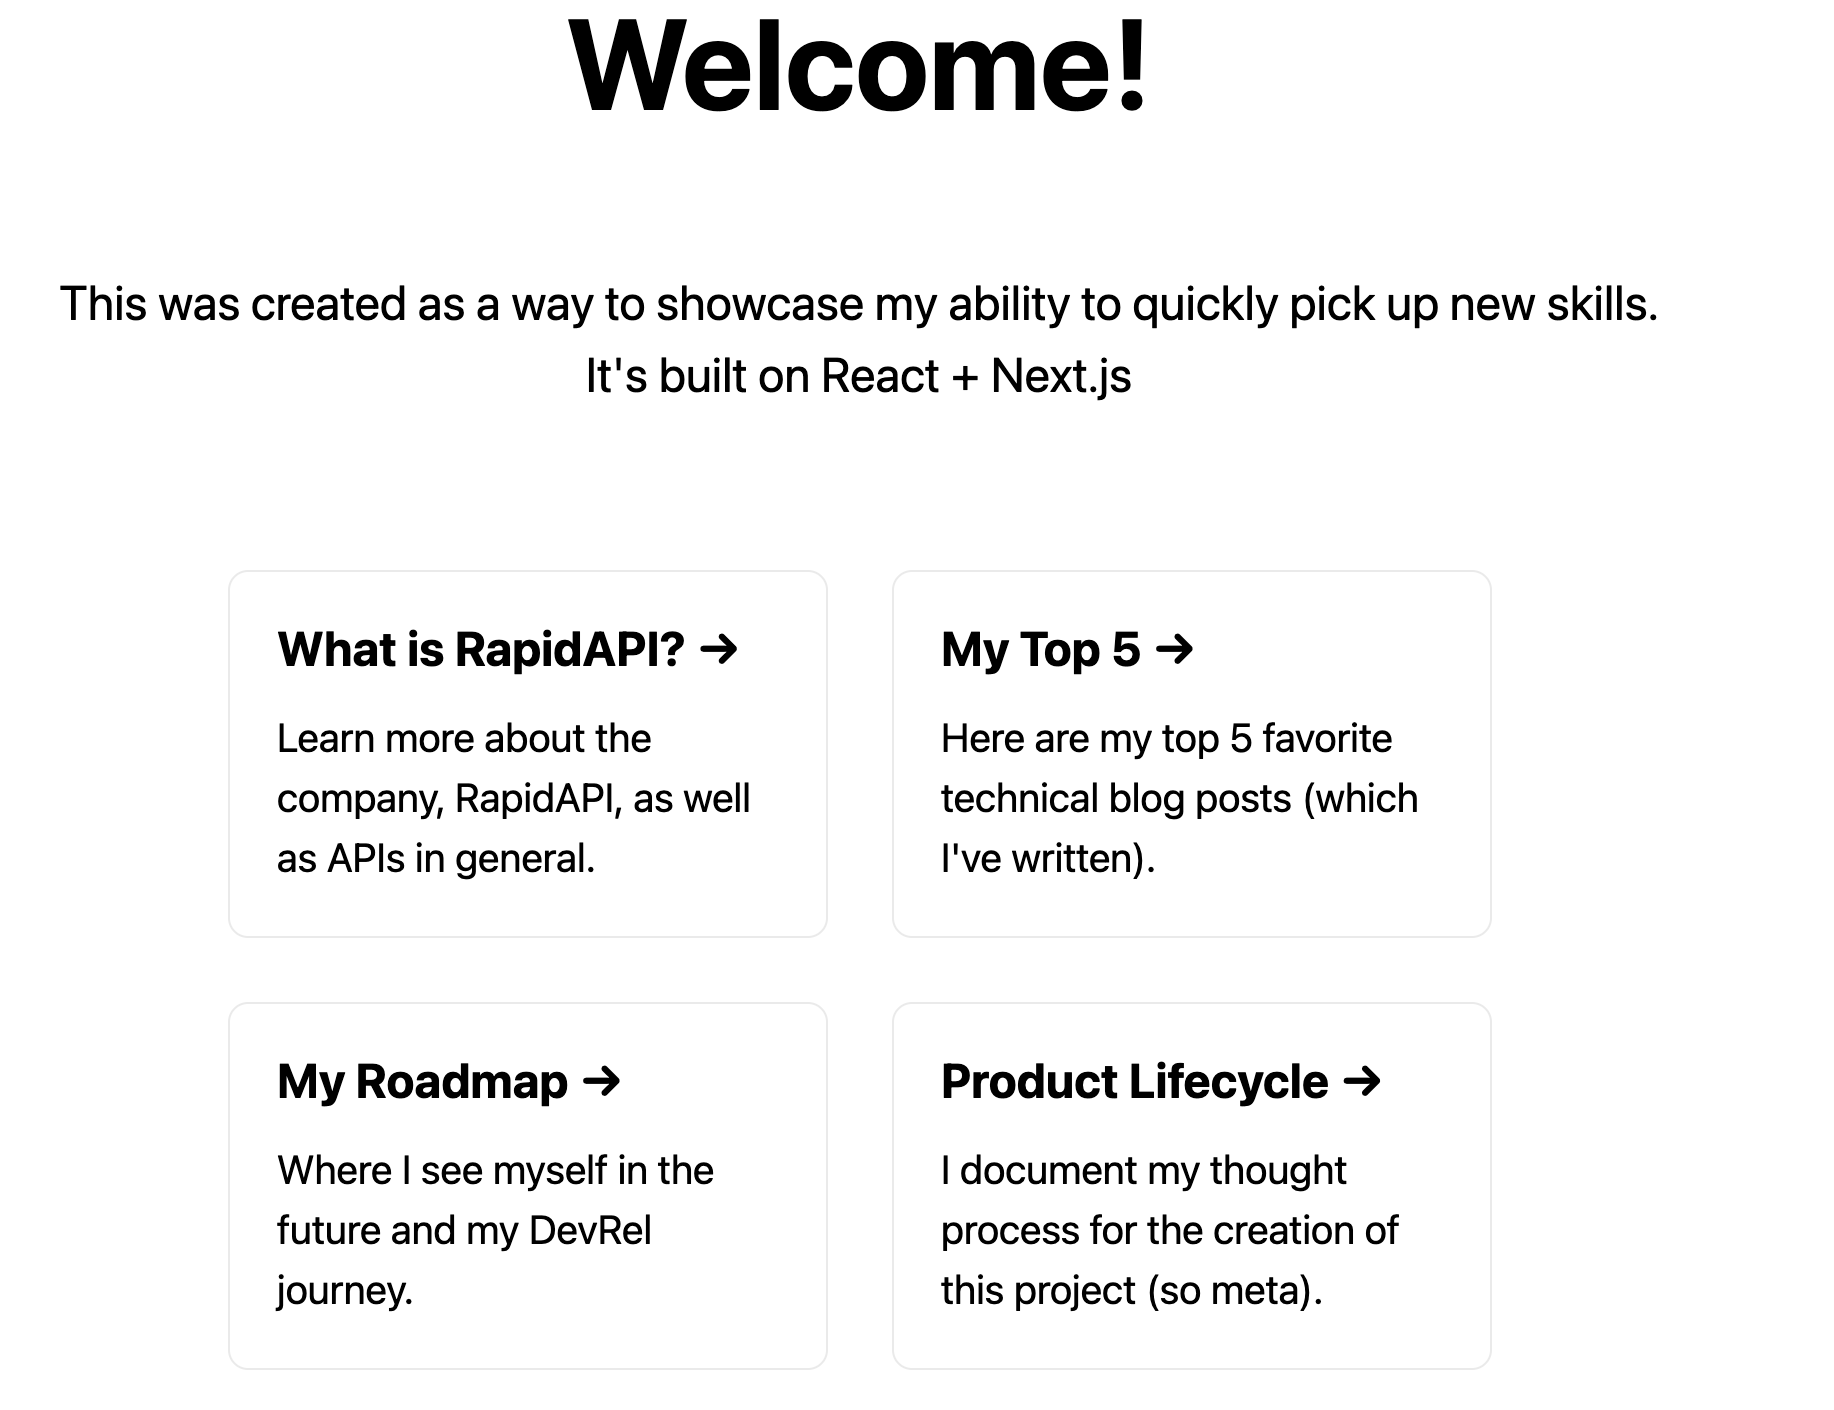 Welcome!
This was created as a way to showcase my ability to quickly pick up new skills.
It's built on React + Next.js
What is RapidAPI? →
Learn more about the
company, RapidAPI, as well
as APIs in general.
My Top 5 →
Here are my top 5 favorite
technical blog posts (which
I've written).
My Roadmap →
Where I see myself in the
future and my DevRel
journey.
Product Lifecycle →
I document my thought
process for the creation of
this project (so meta).